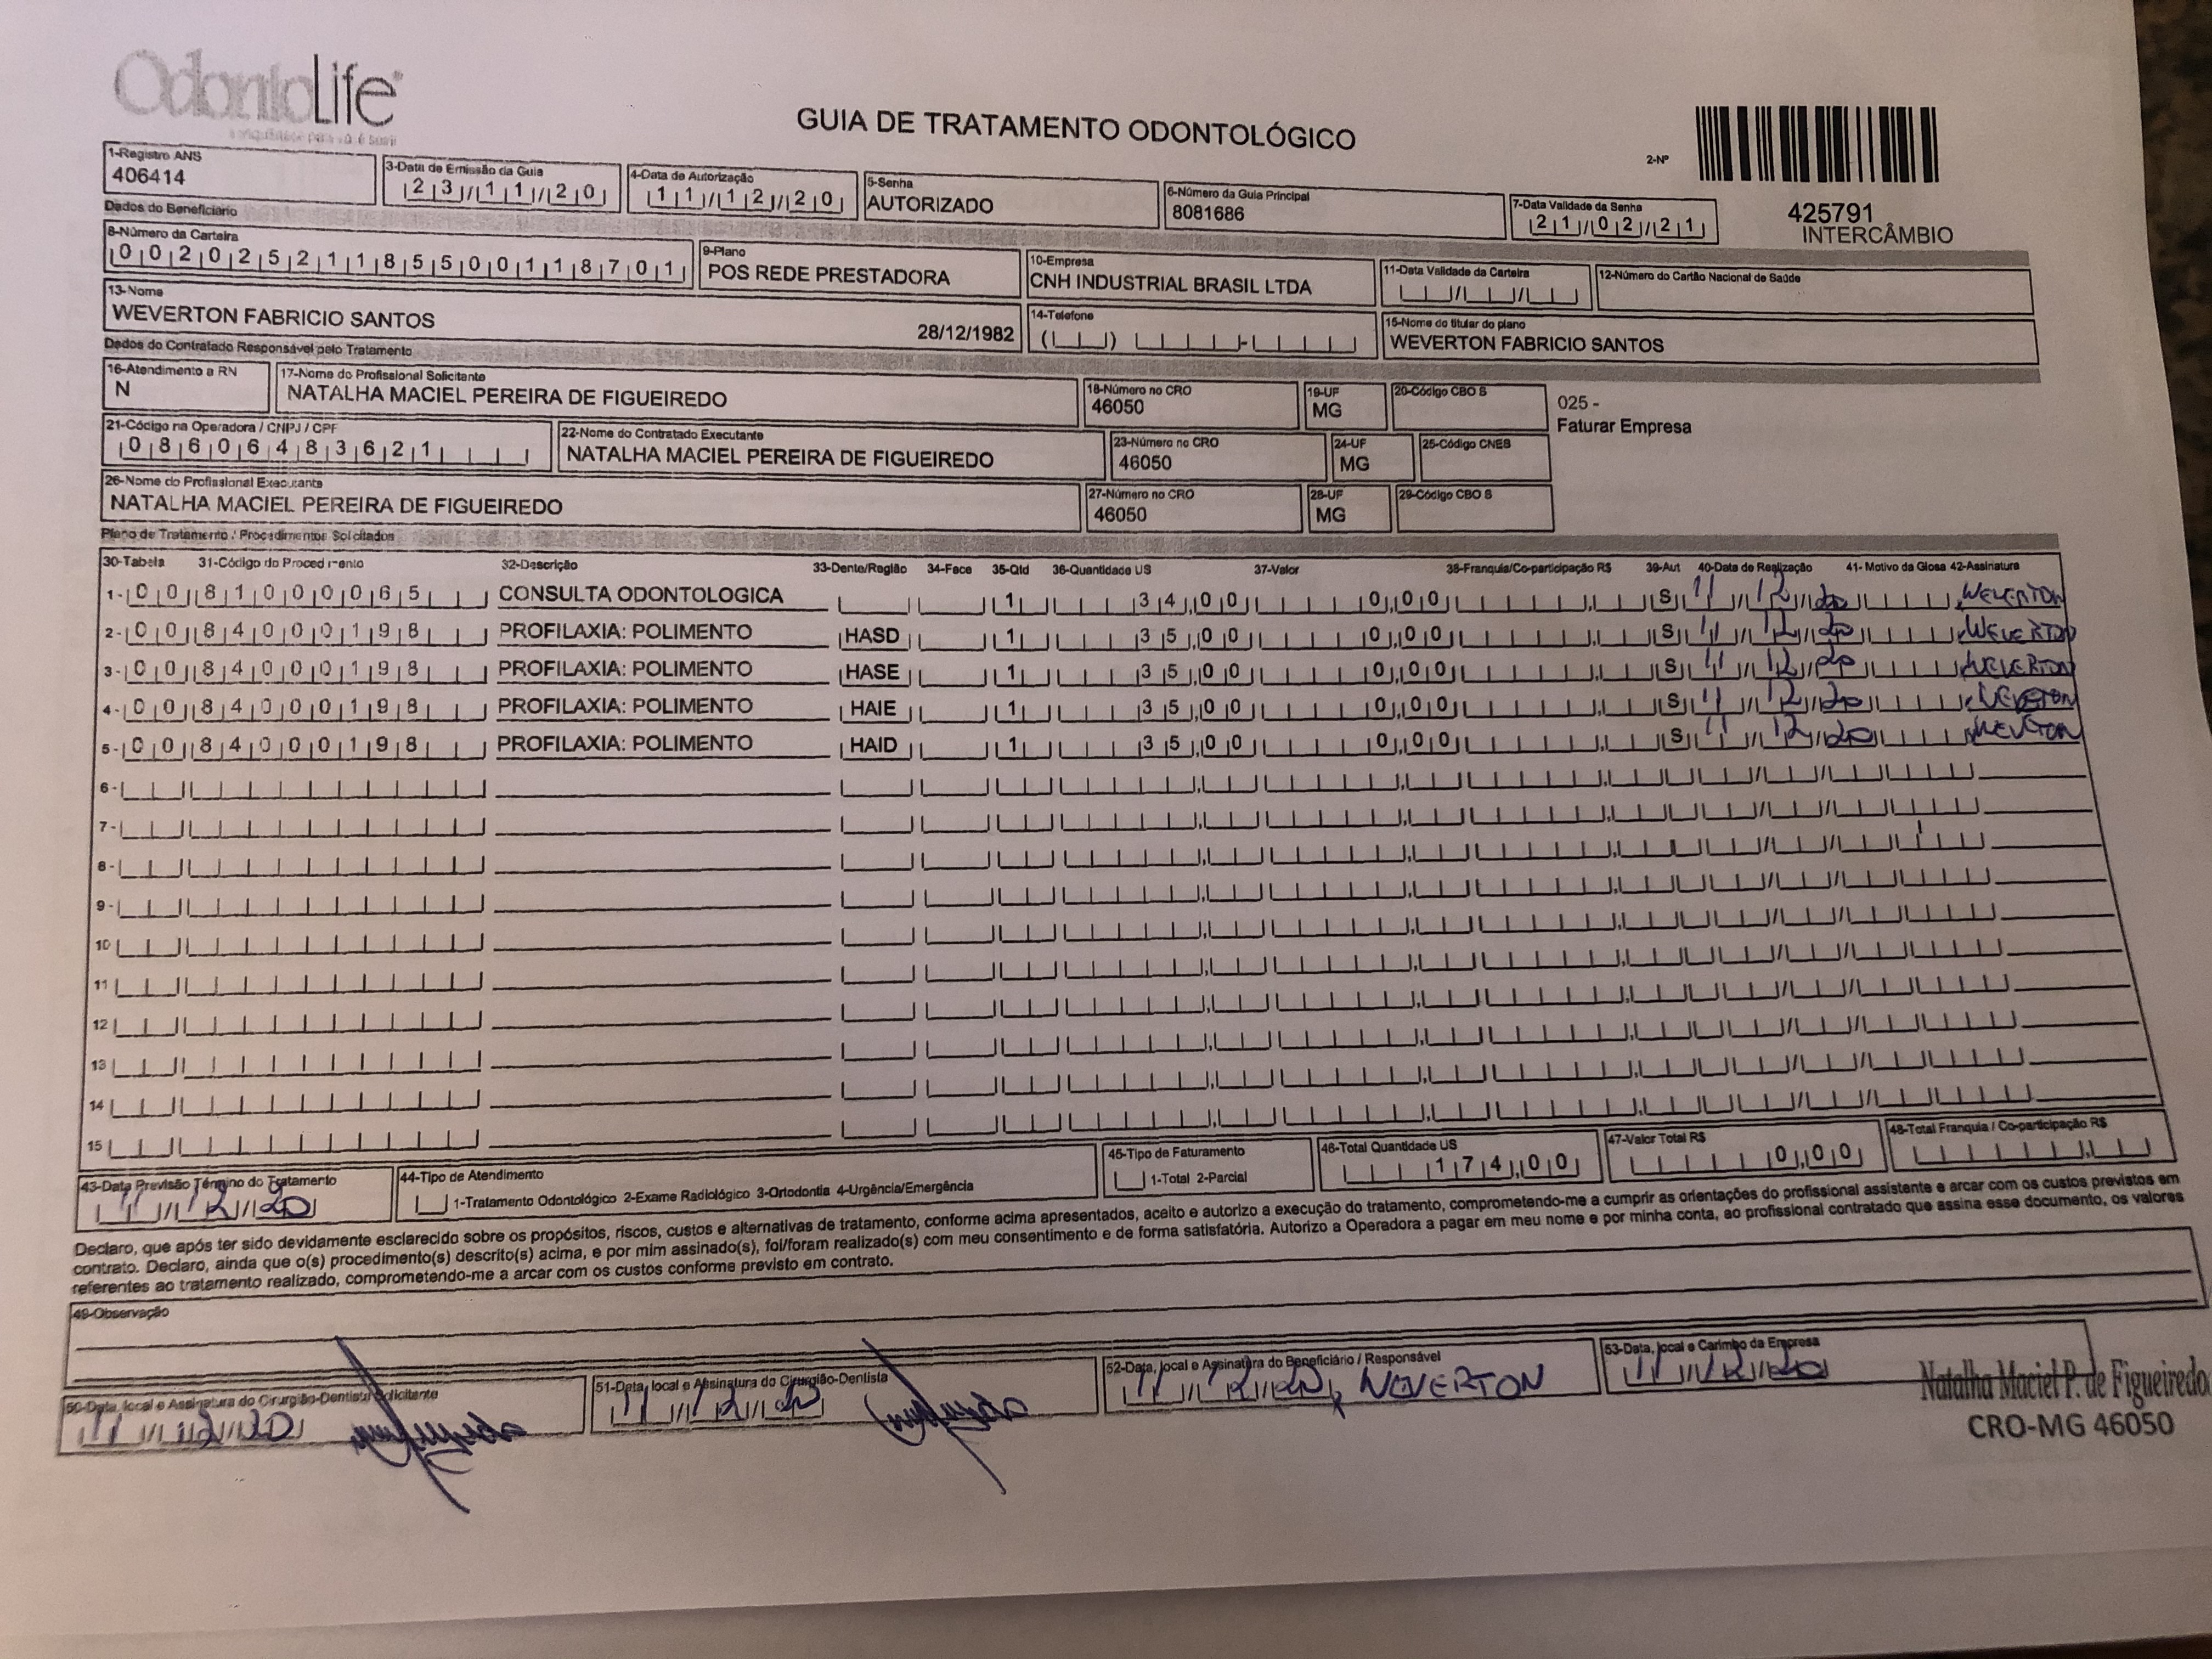 OdontoLife
GUIA DE TRATAMENTO ODONTOLÓGICO
2-Nº
425791
INTERCÂMBIO
1-Registro ANS
406414
3-Data de Emissão da Guia
23/11/20
4-Data de Autorização
11/12/20
5-Senha
AUTORIZADO
6-Número da Guia Principal
8081686
7-Data Validade da Senha
21/02/21
Dados do Beneficiário
8-Número da Carteira
00202521185500118701
9-Plano
POS REDE PRESTADORA
10-Empresa
CNH INDUSTRIAL BRASIL LTDA
11-Data Validade da Carteira
12-Número do Cartão Nacional de Saúde
13-Nome
WEVERTON FABRICIO SANTOS 28/12/1982
14-Telefone
15-Nome do titular do plano
WEVERTON FABRICIO SANTOS
Dados do Contratado Responsável pelo Tratamento
16-Atendimento a RN
N
17-Nome do Profissional Solicitante
NATALHA MACIEL PEREIRA DE FIGUEIREDO
18-Número no CRO
46050
19-UF
MG
20-Código CBO S
025 -
Faturar Empresa
21-Código na Operadora / CNPJ / CPF
08606483621
22-Nome do Contratado Executante
NATALHA MACIEL PEREIRA DE FIGUEIREDO
23-Número no CRO
46050
24-UF
MG
25-Código CNES
26-Nome do Profissional Executante
NATALHA MACIEL PEREIRA DE FIGUEIREDO
27-Número no CRO
46050
28-UF
MG
29-Código CBO S
Plano de Tratamento / Procedimentos Solicitados
30-Tabela 31-Código do Procedimento 32-Descrição 33-Dente/Região 34-Face 35-Qtd 36-Quantidade US 37-Valor 38-Franquia/Co-participação R$ 39-Aut 40-Data de Realização 41- Motivo da Glosa 42-Assinatura
1- 00 81000065 CONSULTA ODONTOLOGICA 1 34,00 0,00 S 11/12/20 WEVERTON
2- 00 84000198 PROFILAXIA: POLIMENTO HASD 1 35,00 0,00 S 11/12/20 WEVERTON
3- 00 84000198 PROFILAXIA: POLIMENTO HASE 1 35,00 0,00 S 11/12/20 WEVERTON
4- 00 84000198 PROFILAXIA: POLIMENTO HAIE 1 35,00 0,00 S 11/12/20
5- 00 84000198 PROFILAXIA: POLIMENTO HAID 1 35,00 0,00 S 11/12/20
6-
7-
8-
9-
10
11
12
13
14
15
43-Data Previsão Término do Tratamento
11/12/20
44-Tipo de Atendimento
1-Tratamento Odontológico 2-Exame Radiológico 3-Ortodontia 4-Urgência/Emergência
45-Tipo de Faturamento
1-Total 2-Parcial
46-Total Quantidade US
174,00
47-Valor Total R$
0,00
48-Total Franquia / Co-participação R$
Declaro, que após ter sido devidamente esclarecido sobre os propósitos, riscos, custos e alternativas de tratamento, conforme acima apresentados, aceito e autorizo a execução do tratamento, comprometendo-me a cumprir as orientações do profissional assistente e arcar com os custos previstos em
contrato. Declaro, ainda que o(s) procedimento(s) descrito(s) acima, e por mim assinado(s), foi/foram realizado(s) com meu consentimento e de forma satisfatória. Autorizo a Operadora a pagar em meu nome e por minha conta, ao profissional contratado que assina esse documento, os valores
referentes ao tratamento realizado, comprometendo-me a arcar com os custos conforme previsto em contrato.
49-Observação
50-Data, local e Assinatura do Cirurgião-Dentista Solicitante
11/12/20
51-Data, local e Assinatura do Cirurgião-Dentista
11/12/20
52-Data, local e Assinatura do Beneficiário / Responsável
11/12/20, WEVERTON
53-Data, local e Carimbo da Empresa
11/12/20
Natalha Maciel P. de Figueiredo
CRO-MG 46050